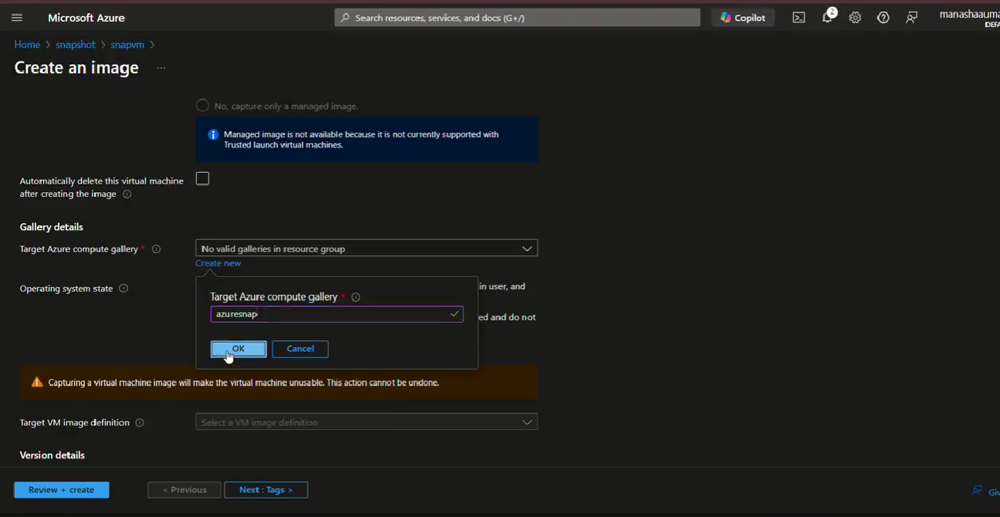 Microsoft Azure
Search resources, services, and docs (G+/)
Copilot
2
manashaauma
DEFA
Home > snapshot > snapvm >
Create an image ...
No, capture only a managed image.
Managed image is not available because it is not currently supported with
Trusted launch virtual machines.
Automatically delete this virtual machine
after creating the image
Gallery details
Target Azure compute gallery *
No valid galleries in resource group
Create new
Operating system state
in user, and
Target Azure compute gallery *
azuresnap
ed and do not
OK
Cancel
Capturing a virtual machine image will make the virtual machine unusable. This action cannot be undone.
Target VM image definition
Select a VM image definition
Version details
Review + create
< Previous
Next : Tags >
Giv